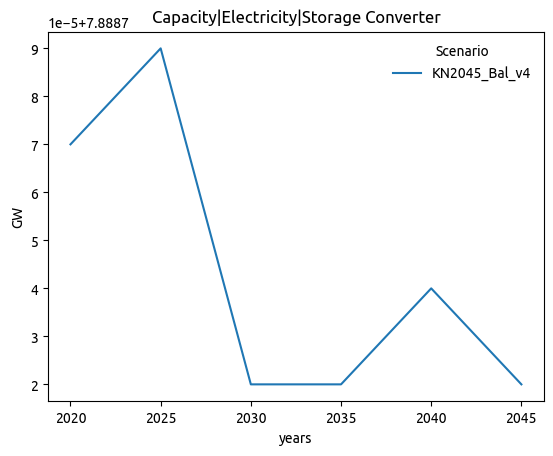 Capacity|Electricity|Storage Converter
1e-5+7.8887
Scenario
KN2045_Bal_v4
9
8
7
6
5
4
3
2
GW
2020 2025 2030 2035 2040 2045
years